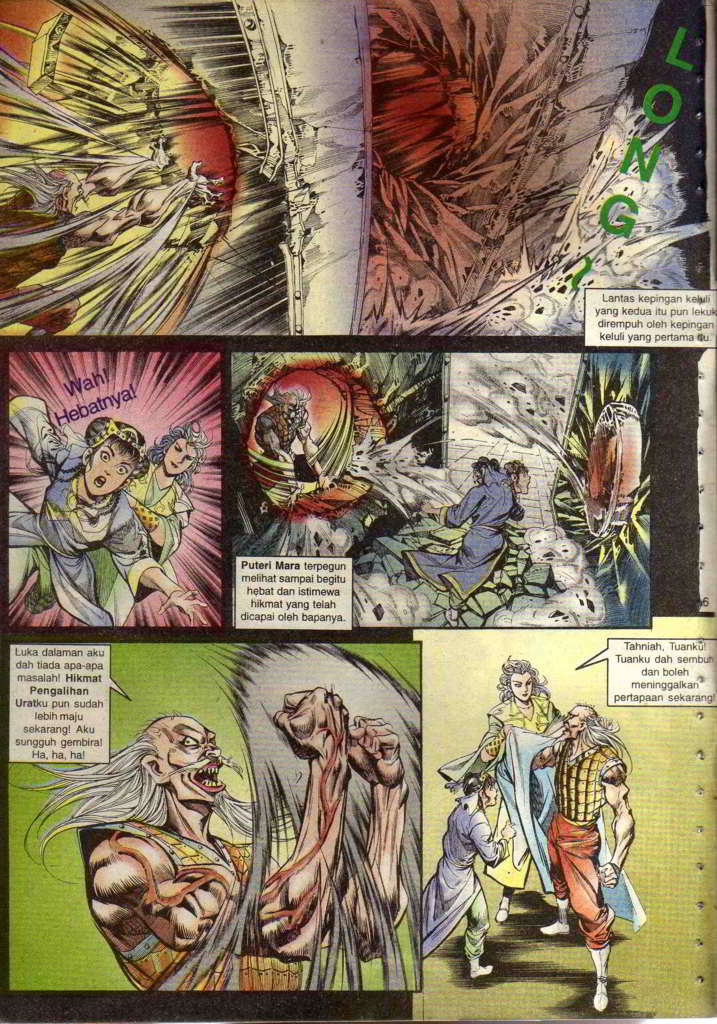 LONG~
Lantas kepingan keluli
yang kedua itu pun lekuk
dirempuh oleh kepingan
keluli yang pertama itu.
Wah!
Hebatnya!
Puteri Mara terpegun
melihat sampai begitu
hebat dan istimewa
hikmat yang telah
dicapai oleh bapanya.
6
Luka dalaman aku
dah tiada apa-apa
masalah! Hikmat
Pengalihan
Uratku pun sudah
lebih maju
sekarang! Aku
sungguh gembira!
Ha, ha, ha!
Tahniah, Tuanku!
Tuanku dah sembuh
dan boleh
meninggalkan
pertapaan sekarang!